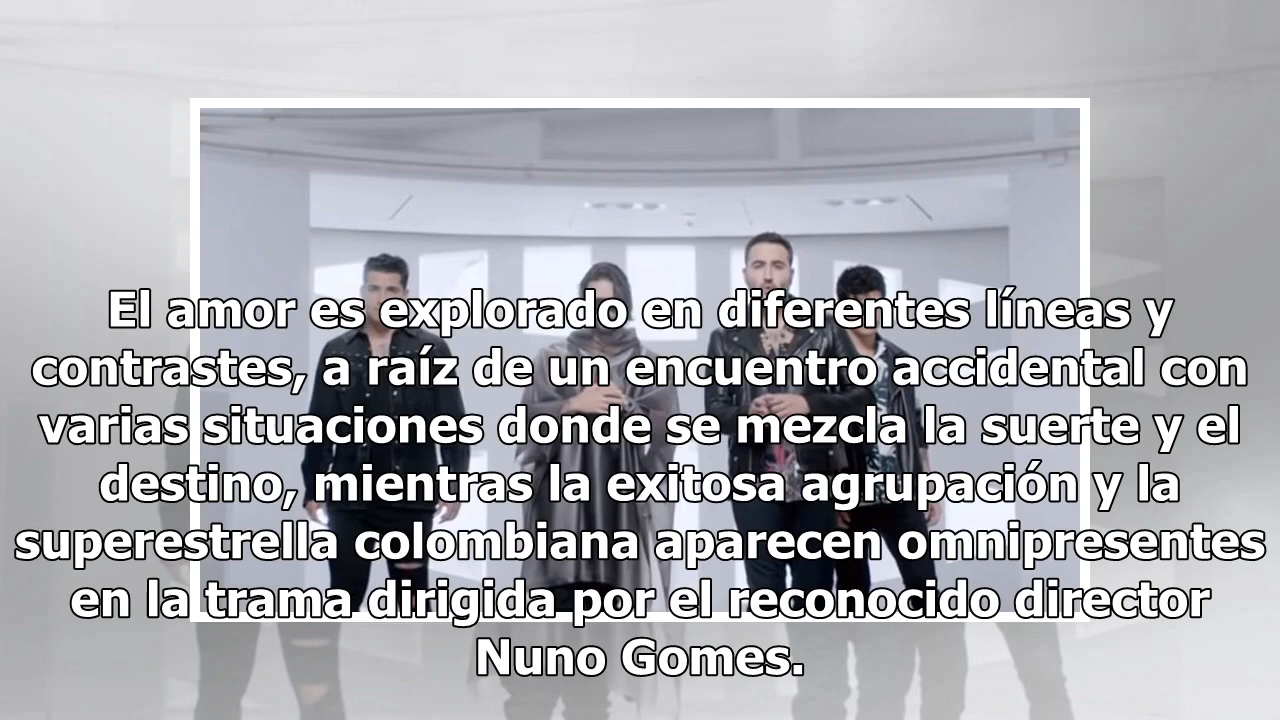 El amor es explorado en diferentes líneas y
contrastes, a raíz de un encuentro accidental con
varias situaciones donde se mezcla la suerte y el
destino, mientras la exitosa agrupación y la
superestrella colombiana aparecen omnipresentes
en la trama dirigida por el reconocido director
Nuno Gomes.